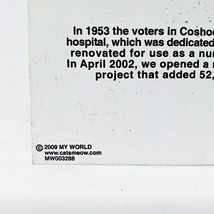 In 1953 the voters in Coshoc
hospital, which was dedicated
renovated for use as a nur
In April 2002, we opened a n
project that added 52,
© 2009 MY WORLD
www.catsmeow.com
MW003288